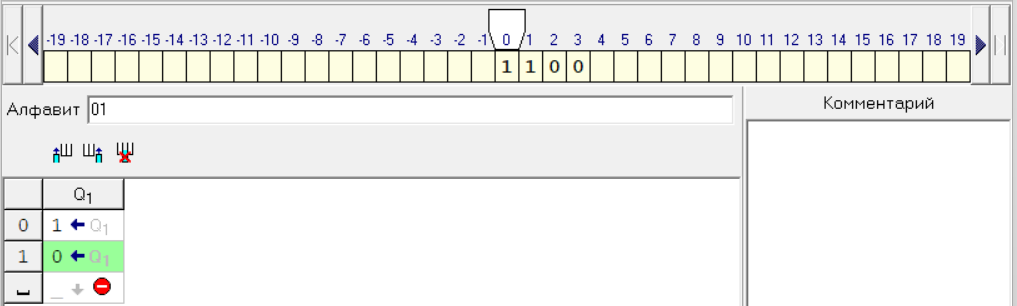 -19 -18 -17 -16 -15 -14 -13 -12 -11 -10 -9 -8 -7 -6 -5 -4 -3 -2 -1 0 1 2 3 4 5 6 7 8 9 10 11 12 13 14 15 16 17 18 19
1 1 0 0
Алфавит 01
Комментарий
Q1
0 1 ← Q1
1 0 ← Q1
␣ _ ↓